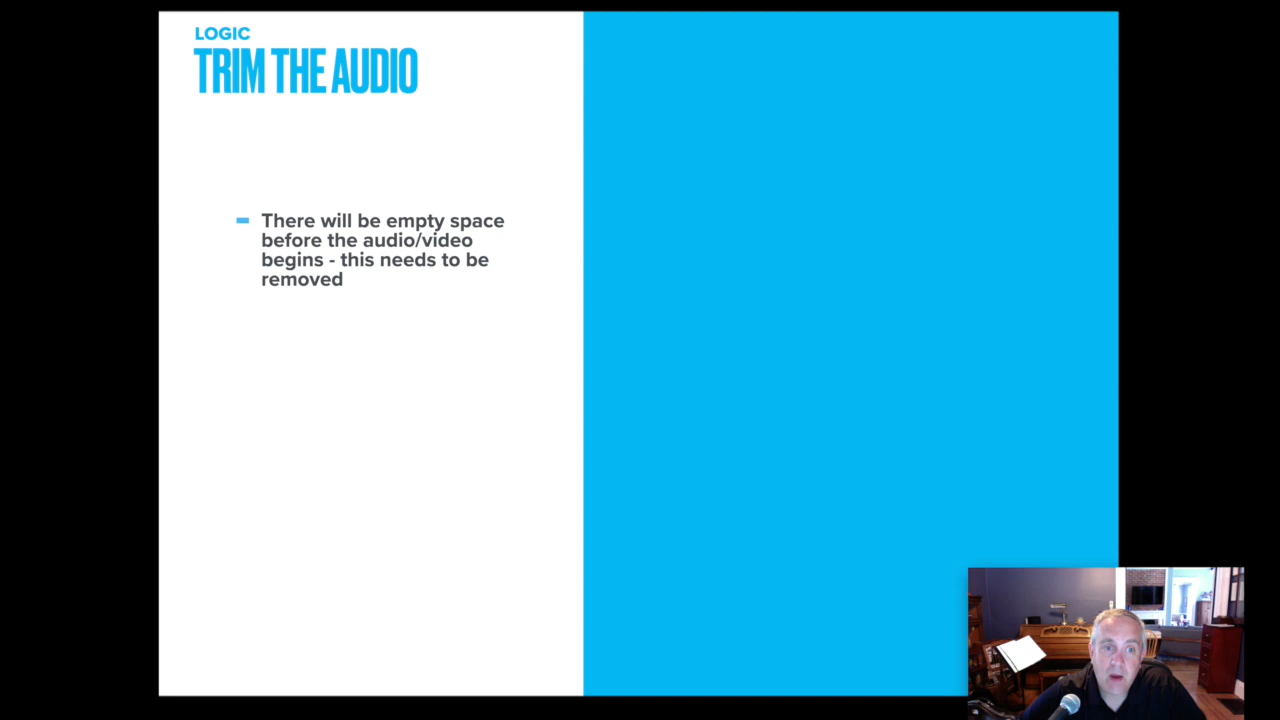 LOGIC
TRIM THE AUDIO
There will be empty space
before the audio/video
begins - this needs to be
removed